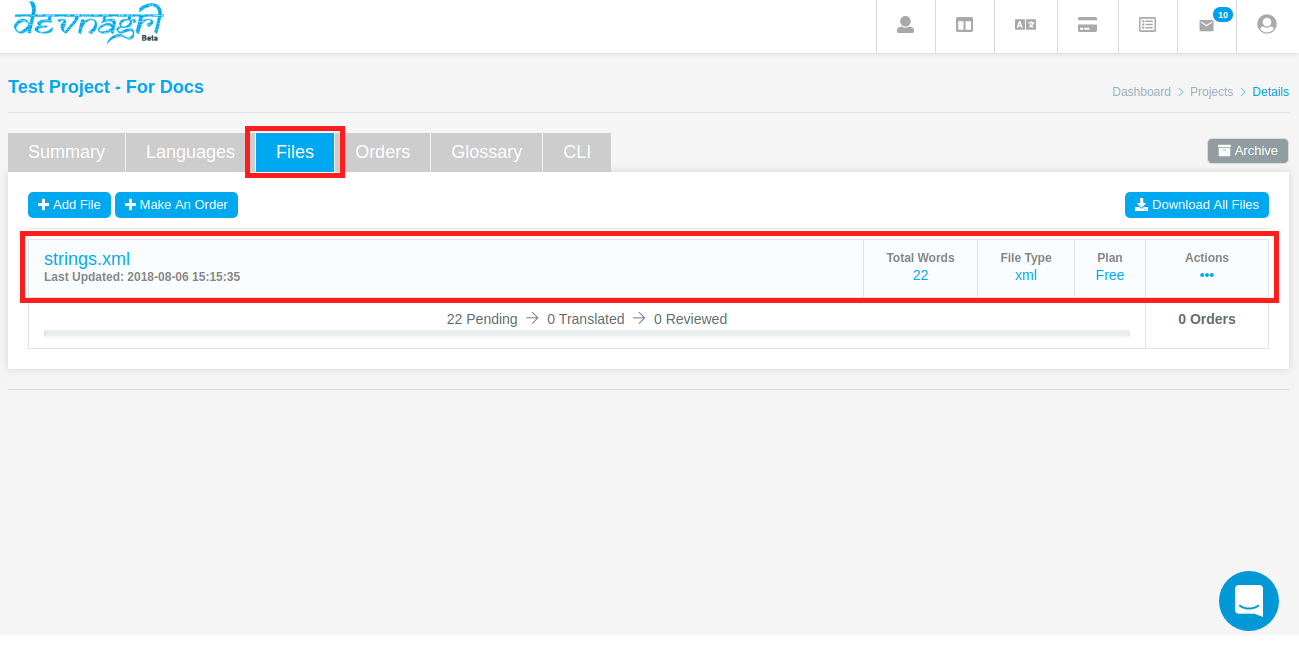 devnagri
Beta
10
Test Project - For Docs
Dashboard > Projects > Details
Summary Languages Files Orders Glossary CLI
Archive
Add File Make An Order Download All Files
strings.xml
Last Updated: 2018-08-06 15:15:35
Total Words
22
File Type
xml
Plan
Free
Actions
•••
22 Pending → 0 Translated → 0 Reviewed
0 Orders